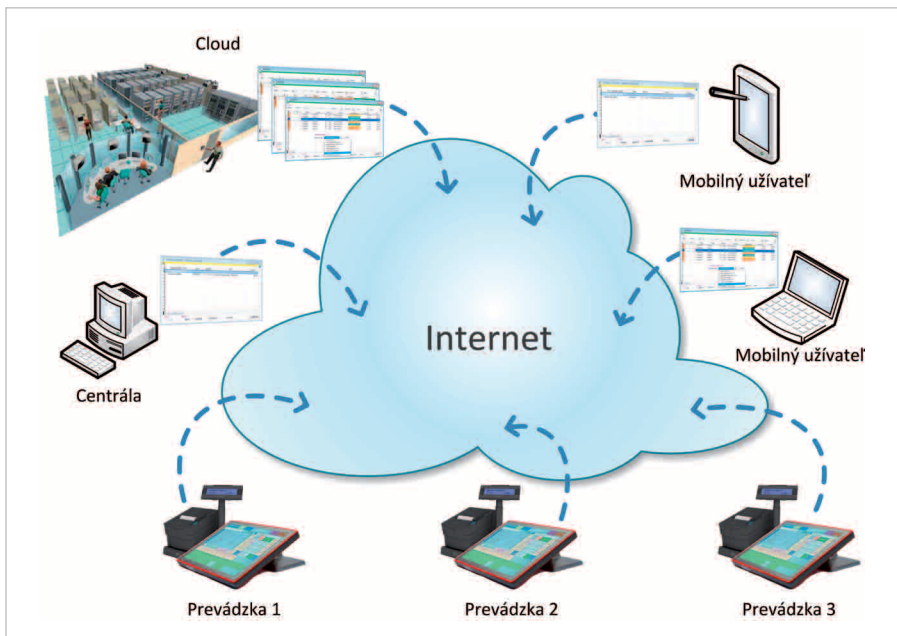 Cloud
Mobilný užívateľ
Internet
Mobilný užívateľ
Centrála
Prevádzka 1
Prevádzka 2
Prevádzka 3